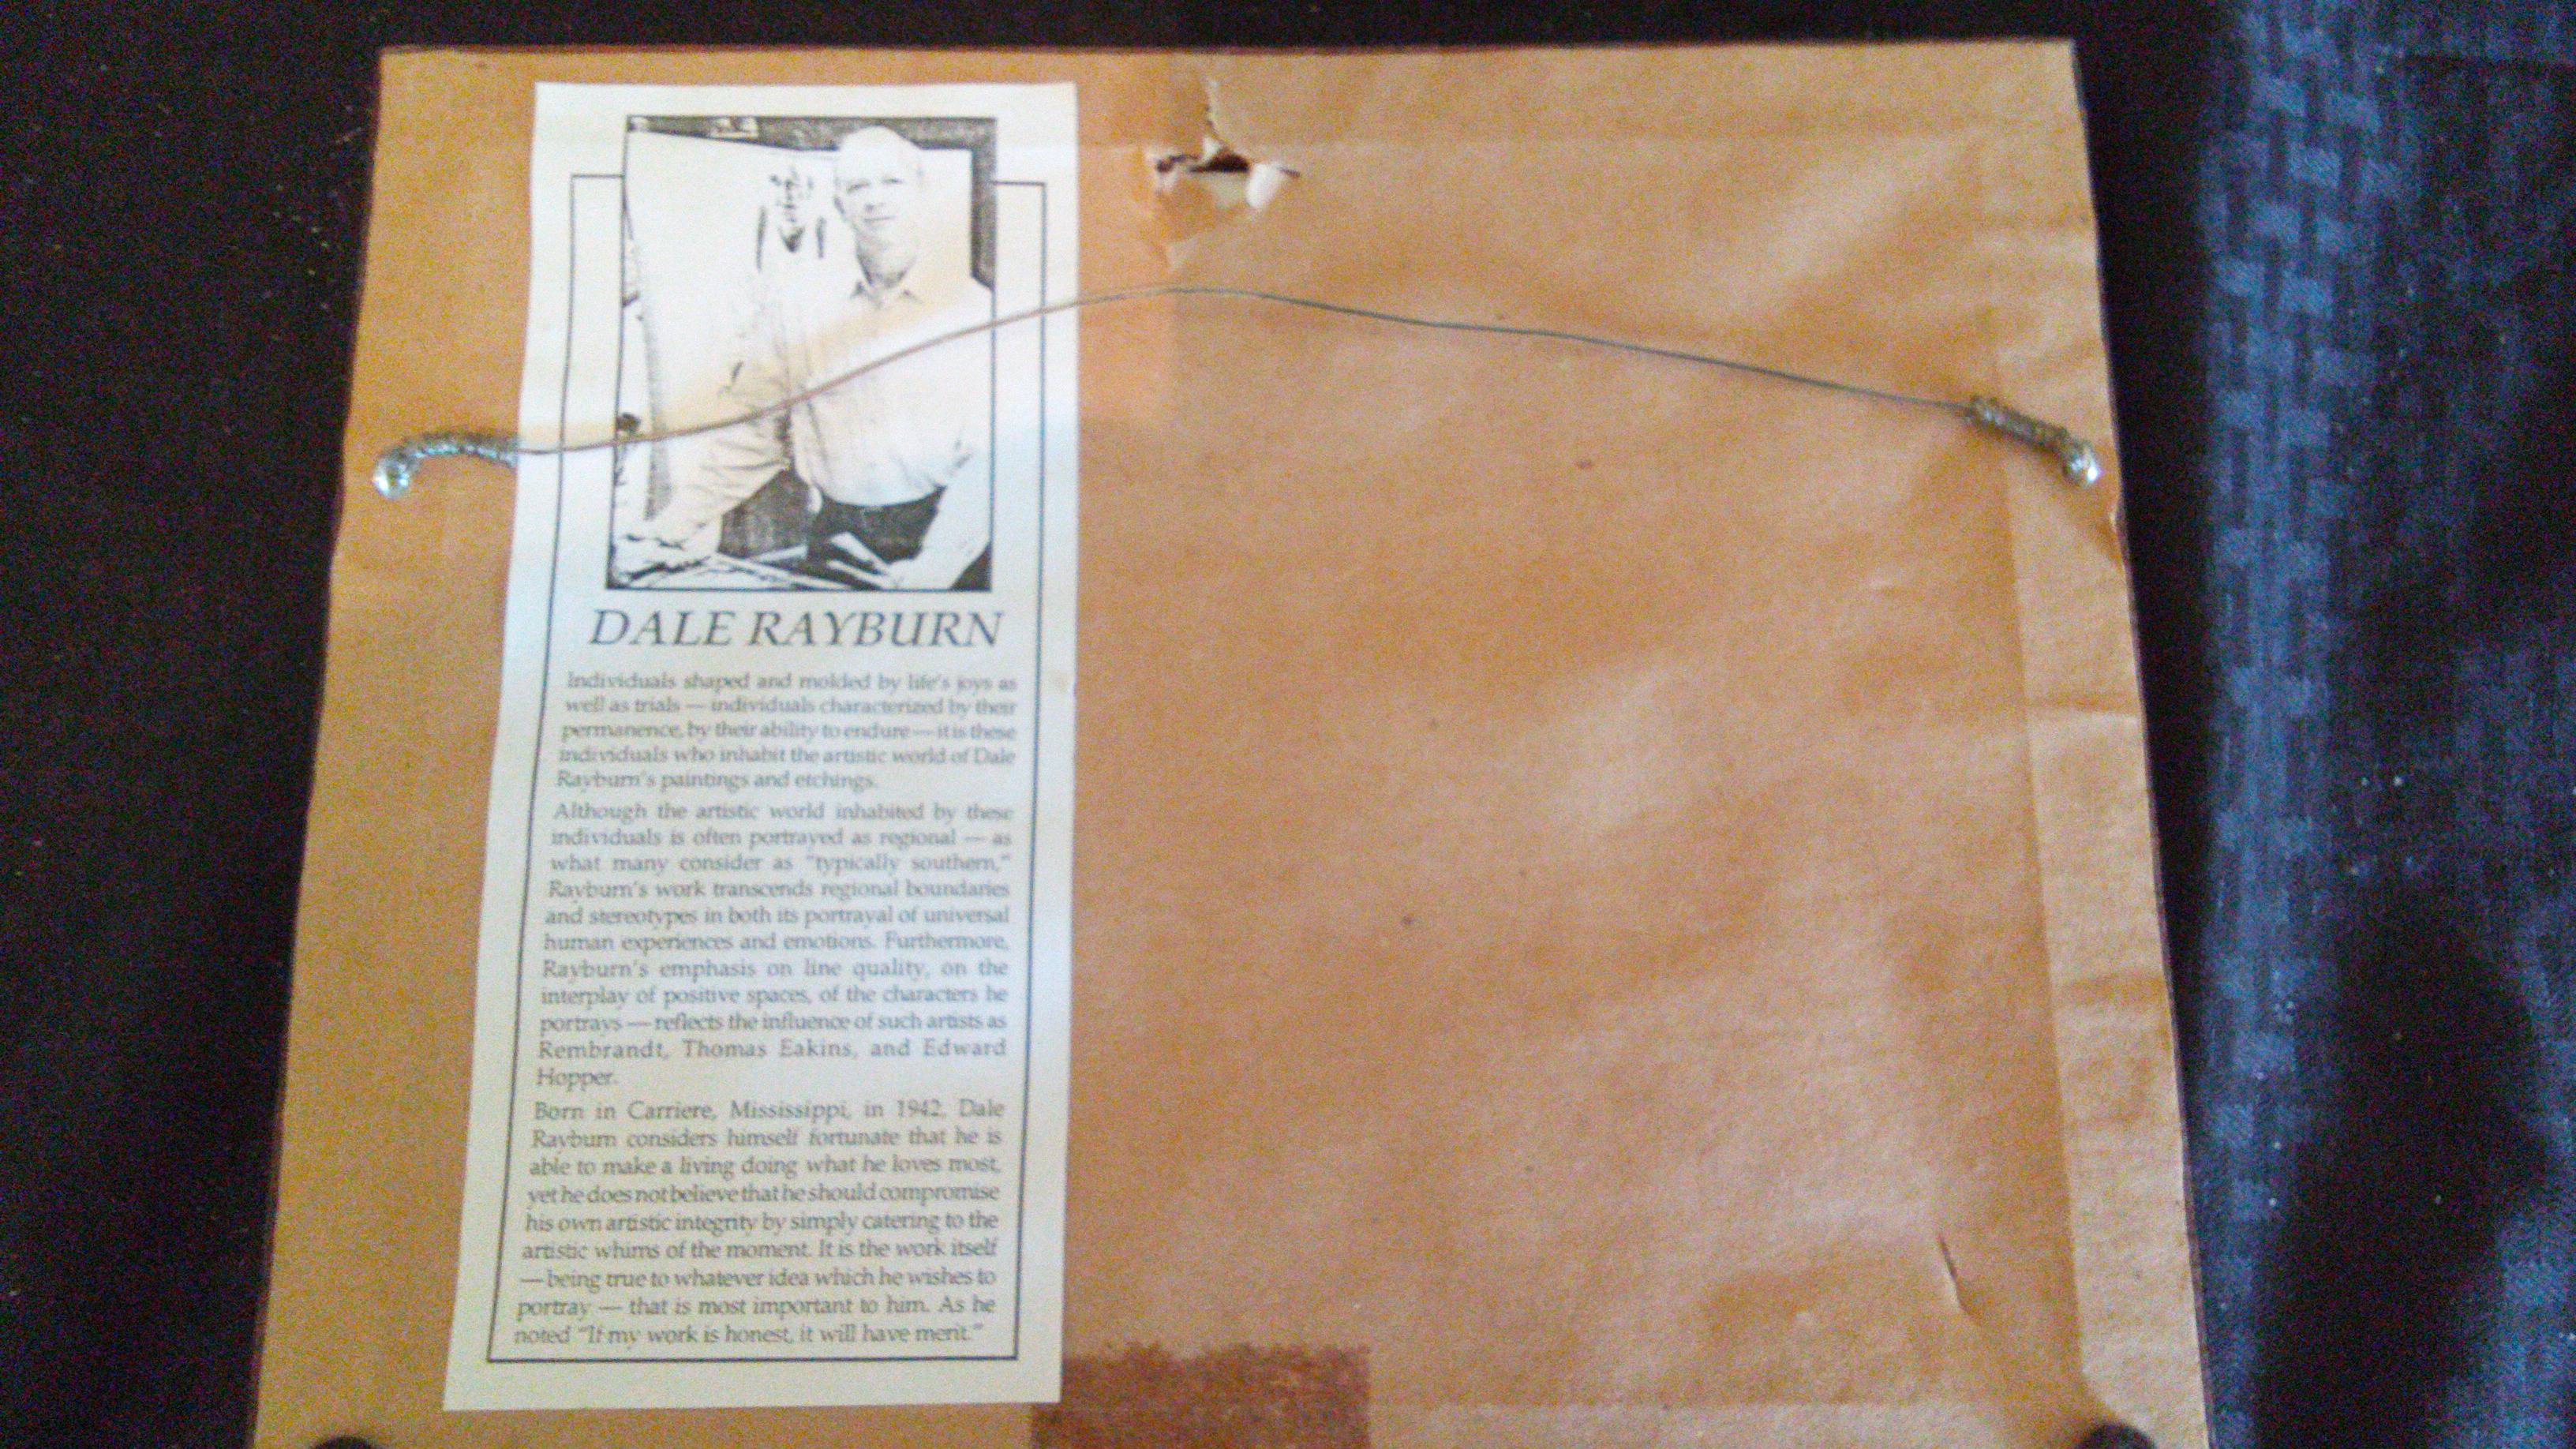 DALE RAYBURN
Individuals shaped and molded by life's joys as
well as trials — individuals characterized by their
permanence, by their ability to endure — it is these
individuals who inhabit the artistic world of Dale
Rayburn's paintings and etchings.
Although the artistic world inhabited by these
individuals is often portrayed as regional — as
what many consider as "typically southern,"
Rayburn's work transcends regional boundaries
and stereotypes in both its portrayal of universal
human experiences and emotions. Furthermore,
Rayburn's emphasis on line quality, on the
interplay of positive spaces, of the characters he
portrays — reflects the influence of such artists as
Rembrandt, Thomas Eakins, and Edward
Hopper.
Born in Carriere, Mississippi, in 1942, Dale
Rayburn considers himself fortunate that he is
able to make a living doing what he loves most,
yet he does not believe that he should compromise
his own artistic integrity by simply catering to the
artistic whims of the moment. It is the work itself
— being true to whatever idea which he wishes to
portray — that is most important to him. As he
noted "If my work is honest, it will have merit."